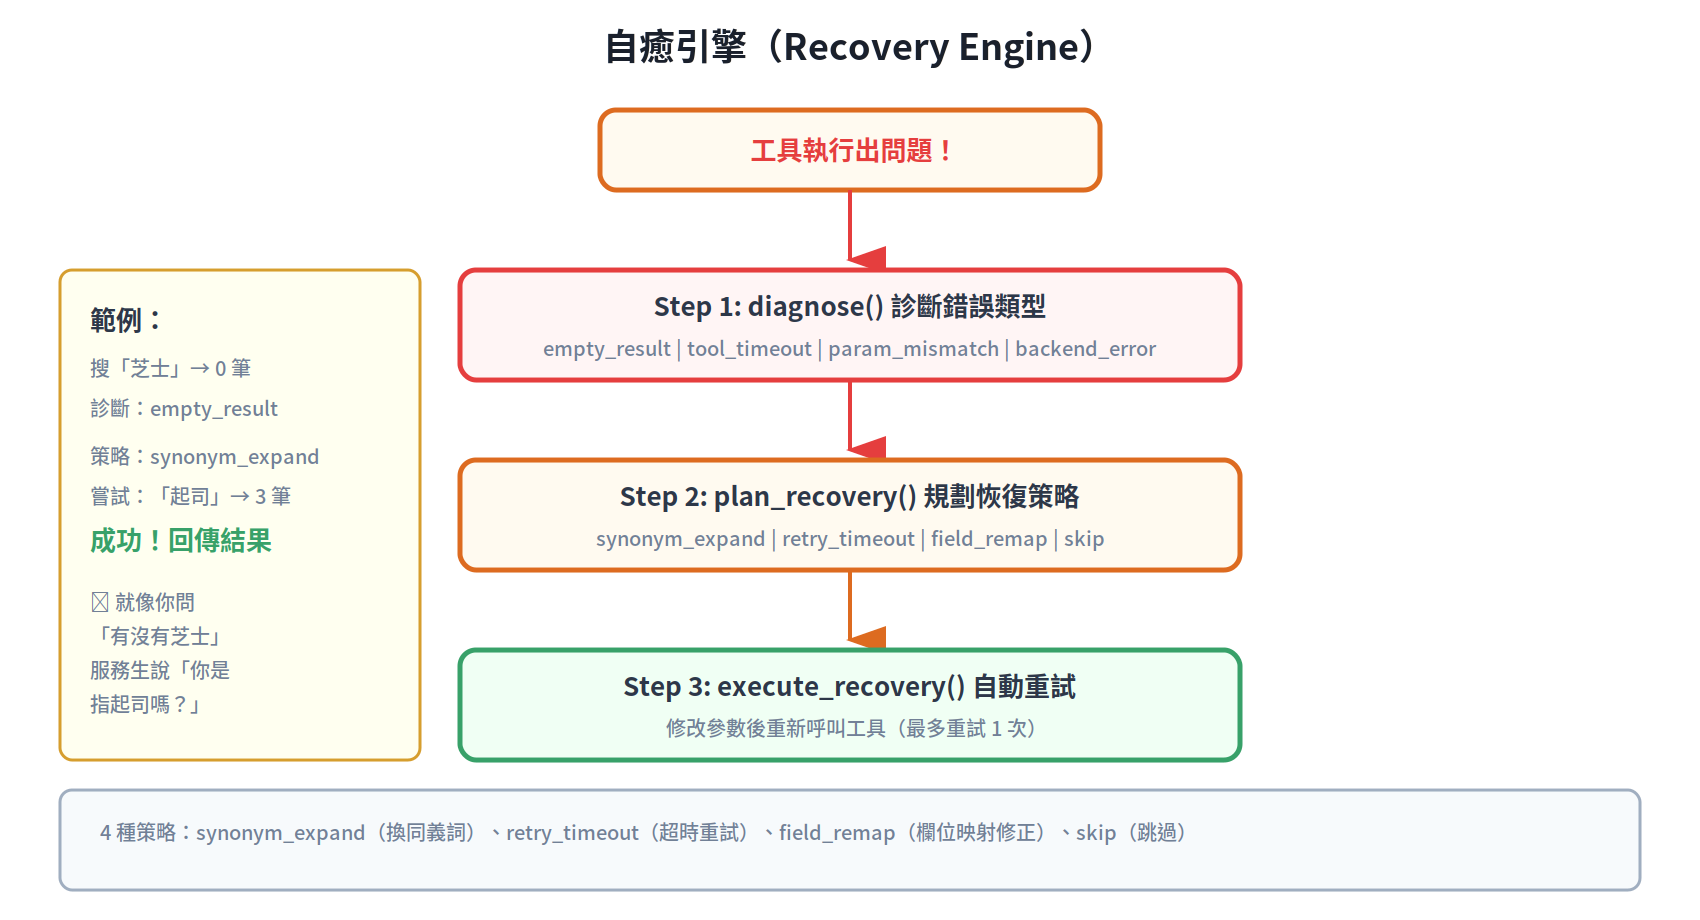 自癒引擎（Recovery Engine）
工具執行出問題！
Step 1: diagnose() 診斷錯誤類型
empty_result | tool_timeout | param_mismatch | backend_error
Step 2: plan_recovery() 規劃恢復策略
synonym_expand | retry_timeout | field_remap | skip
Step 3: execute_recovery() 自動重試
修改參數後重新呼叫工具（最多重試 1 次）
範例：
搜「芝士」→ 0 筆
診斷：empty_result
策略：synonym_expand
嘗試：「起司」→ 3 筆
成功！回傳結果
就像你問
「有沒有芝士」
服務生說「你是
指起司嗎？」
4 種策略：synonym_expand（換同義詞）、retry_timeout（超時重試）、field_remap（欄位映射修正）、skip（跳過）